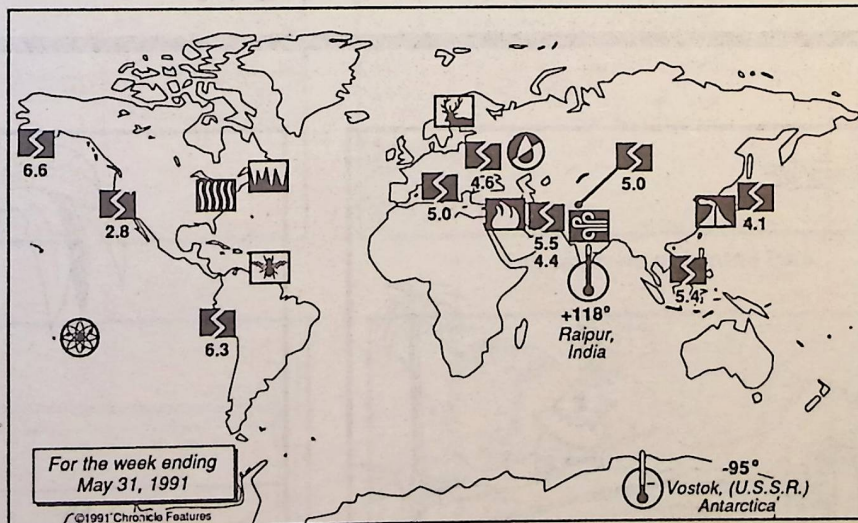 6.6
2.8
6.3
5.0
4.6
5.5
4.4
5.0
4.1
5.4
+118°
Raipur,
India
For the week ending
May 31, 1991
-95°
Vostok, (U.S.S.R.)
Antarctica
©1991 Chronicle Features